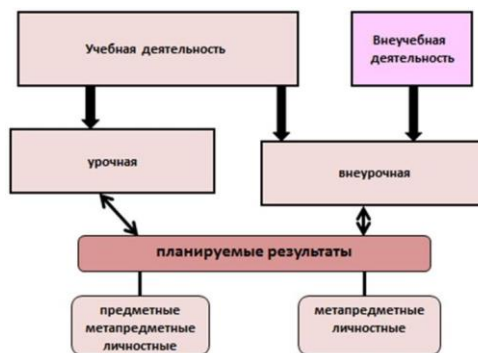 Учебная деятельность
Внеучебная
деятельность
урочная
внеурочная
планируемые результаты
предметные
метапредметные
личностные
метапредметные
личностные